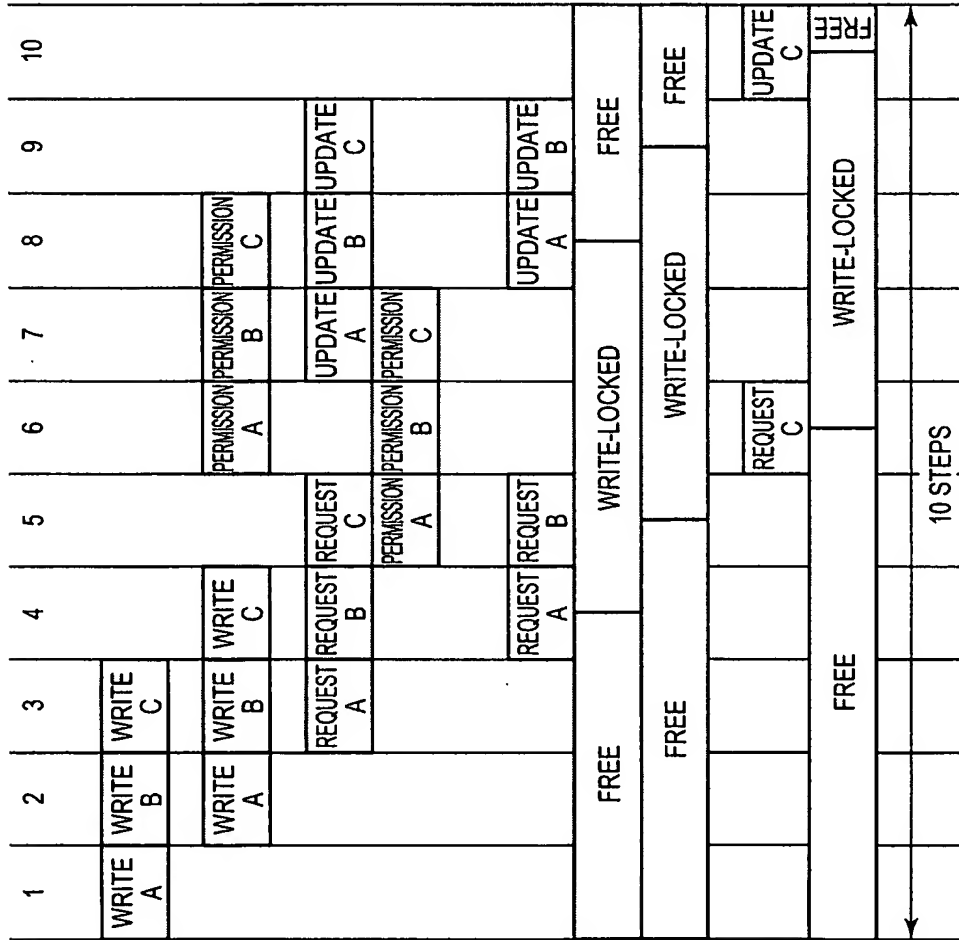 1 2 3 4 5 6 7 8 9 10
WRITE WRITE WRITE
A B C
WRITE WRITE WRITE PERMISSION PERMISSION PERMISSION
A B C A B C
REQUEST REQUEST REQUEST UPDATE UPDATE UPDATE
A B C A B C
PERMISSION PERMISSION PERMISSION
A B C
REQUEST REQUEST UPDATE UPDATE
A B A B
FREE WRITE-LOCKED FREE
FREE WRITE-LOCKED FREE
REQUEST UPDATE
C C
FREE WRITE-LOCKED FREE
10 STEPS